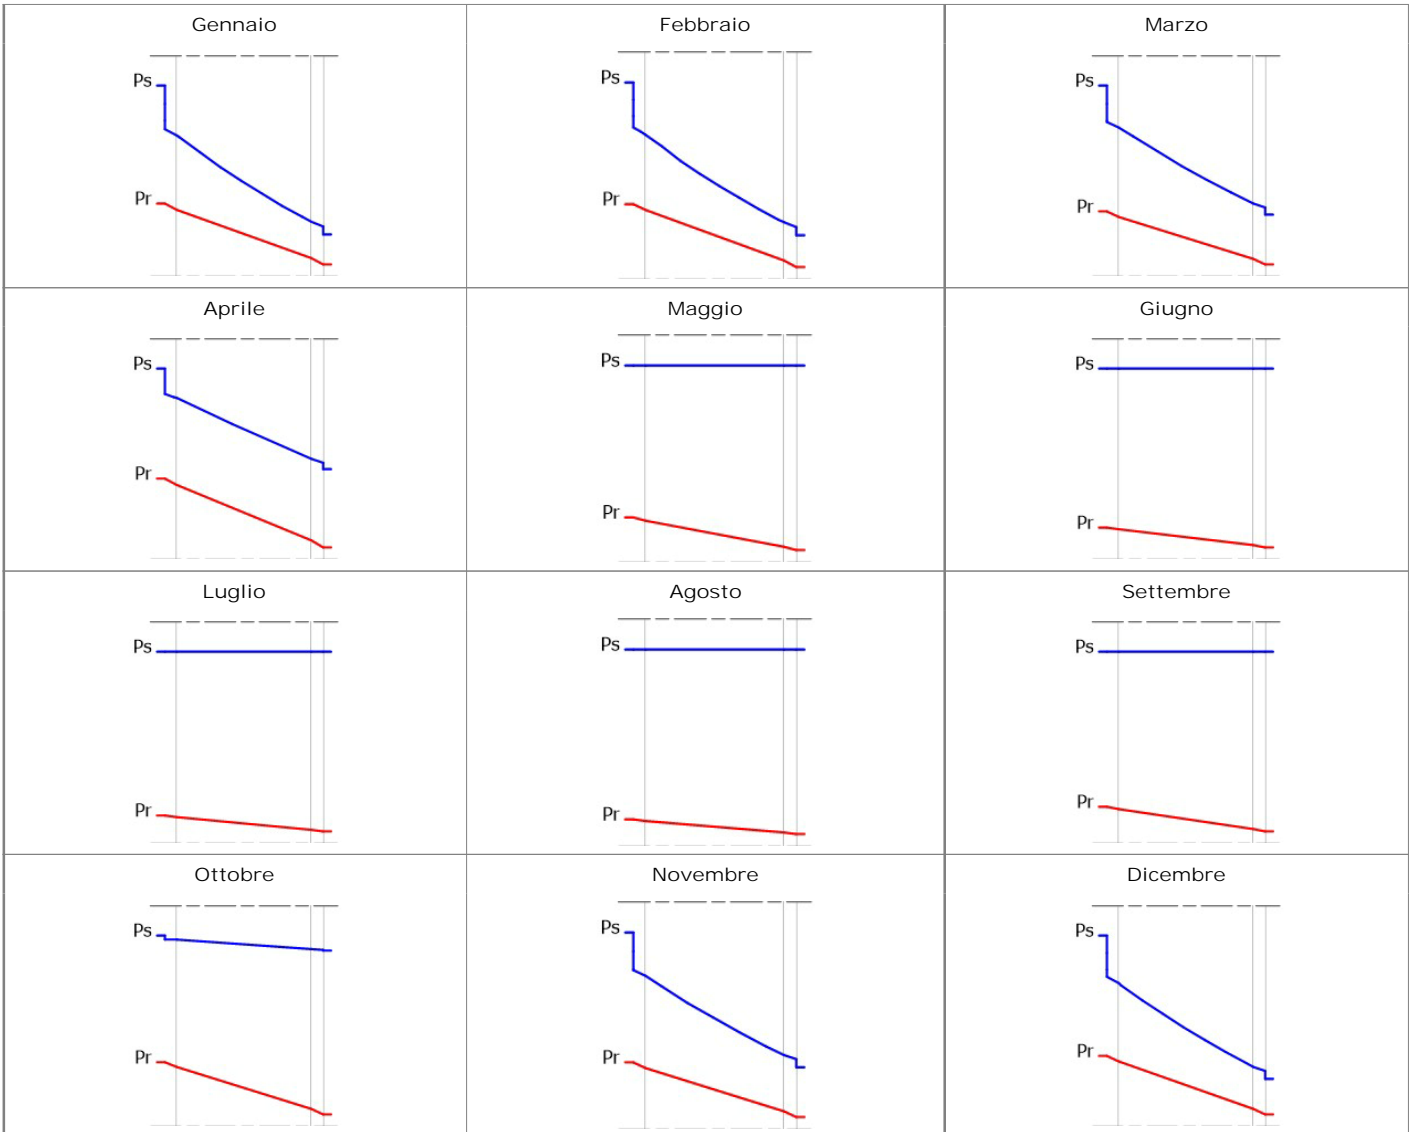 Gennaio
Febbraio
Marzo
Ps
Ps
Ps
Pr
Pr
Pr
Aprile
Maggio
Giugno
Ps
Ps
Ps
Pr
Pr
Pr
Luglio
Agosto
Settembre
Ps
Ps
Ps
Pr
Pr
Pr
Ottobre
Novembre
Dicembre
Ps
Ps
Ps
Pr
Pr
Pr